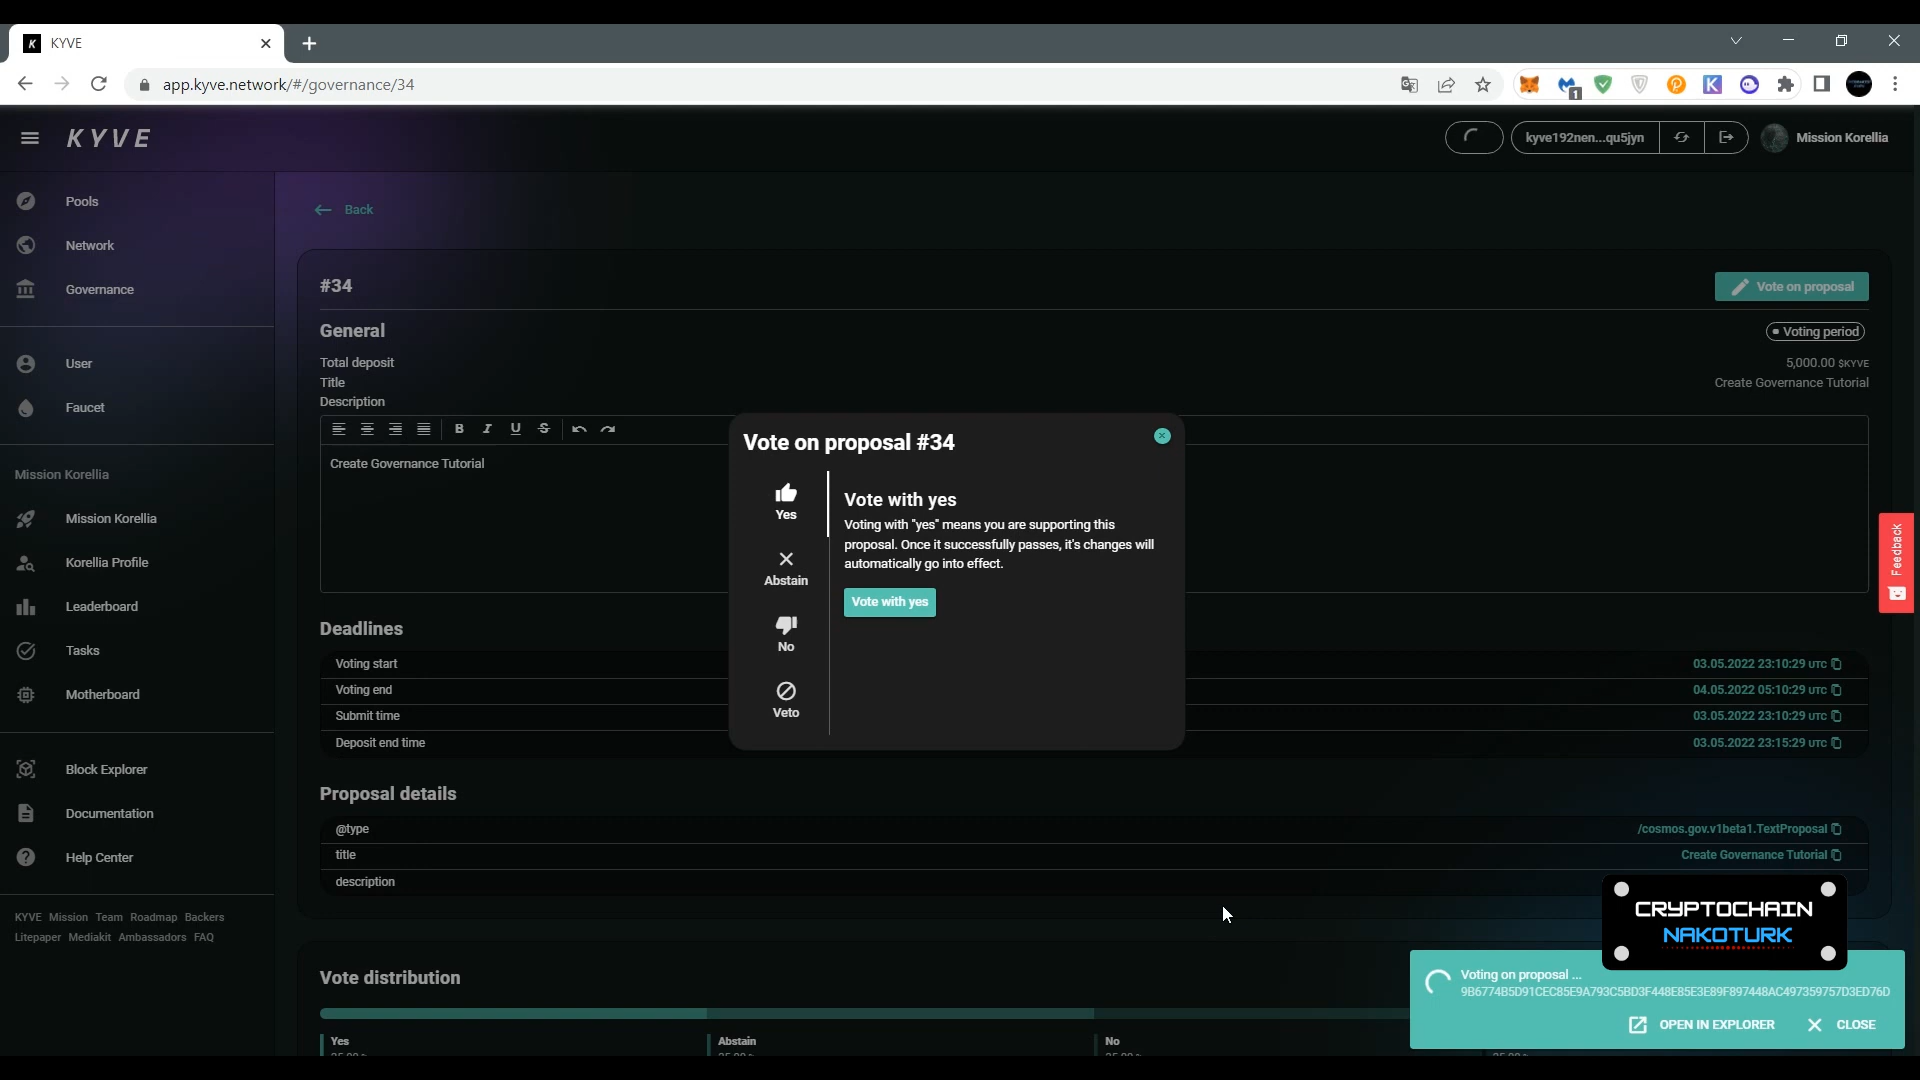 KYVE
app.kyve.network/#/governance/34
1
KYVE
kyve192nen...qu5jyn
Mission Korellia
Pools
Network
Governance
User
Faucet
Mission Korellia
Mission Korellia
Korellia Profile
Leaderboard
Tasks
Motherboard
Block Explorer
Documentation
Help Center
KYVE Mission Team Roadmap Backers
Litepaper Mediakit Ambassadors FAQ
Back
#34
Vote on proposal
General
Voting period
Total deposit
5,000.00 $KYVE
Title
Create Governance Tutorial
Description
B I U S
Create Governance Tutorial
Vote on proposal #34
Yes
Abstain
No
Veto
Vote with yes
Voting with "yes" means you are supporting this
proposal. Once it successfully passes, it's changes will
automatically go into effect.
Vote with yes
Feedback
Deadlines
Voting start
03.05.2022 23:10:29 UTC
Voting end
04.05.2022 05:10:29 UTC
Submit time
03.05.2022 23:10:29 UTC
Deposit end time
03.05.2022 23:15:29 UTC
Proposal details
@type
/cosmos.gov.v1beta1.TextProposal
title
Create Governance Tutorial
description
CRYPTOCHAIN
NAKOTURK
Vote distribution
Yes
Abstain
No
Voting on proposal ...
9B6774B5D91CEC85E9A793C5BD3F448E85E3E89F897448AC497359757D3ED76D
OPEN IN EXPLORER
CLOSE